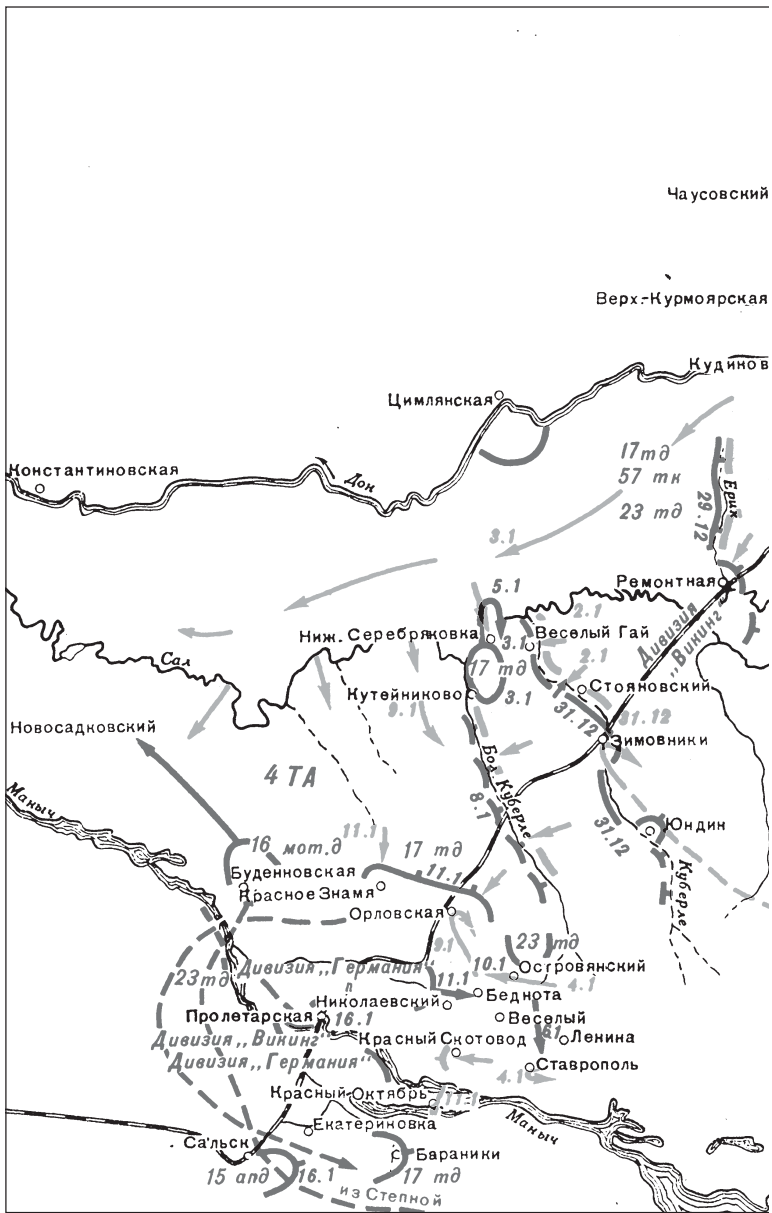 Чаусовский
Верх.-Курмоярская
Кудинов
Цимлянская
17 тд
57 тк
23 тд
Константиновская
Дон
Ерик
29.12
3.1
5.1
Ремонтная
2.1
Ниж. Серебряковка
3.1
Веселый Гай
Дивизия
„Викинг"
Сал
17 тд
2.1
Кутейниково
3.1
Стояновский
9.1
31.12
31.12
Новосадковский
Зимовники
4 ТА
Бол. Куберле
8.1
Маныч
31.12
Юндин
11.1
16 мот.д
17 тд
11.1
Куберле
Буденновская
Красное Знамя
Орловская
9.1
23 тд
23 тд
Дивизия „Германия"
10.1
Островянский
11.1
4.1
Николаевский
Беднота
Пролетарская
16.1
Веселый
Дивизия „Викинг"
Красный Скотовод
6.1
Ленина
Дивизия „Германия"
4.1
Ставрополь
Красный Октябрь
11.1
Маныч
Екатериновка
Сальск
Бараники
15 апд
16.1
17 тд
из Степной